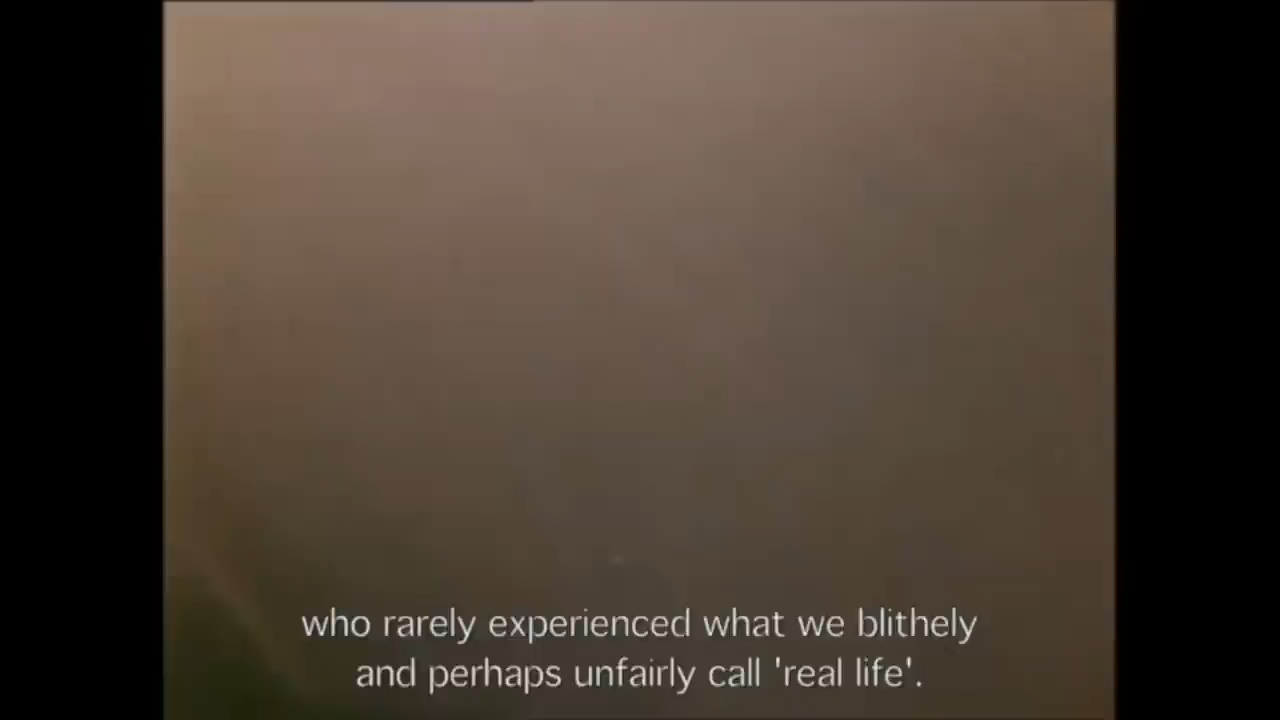 who rarely experienced what we blithely
and perhaps unfairly call 'real life'.